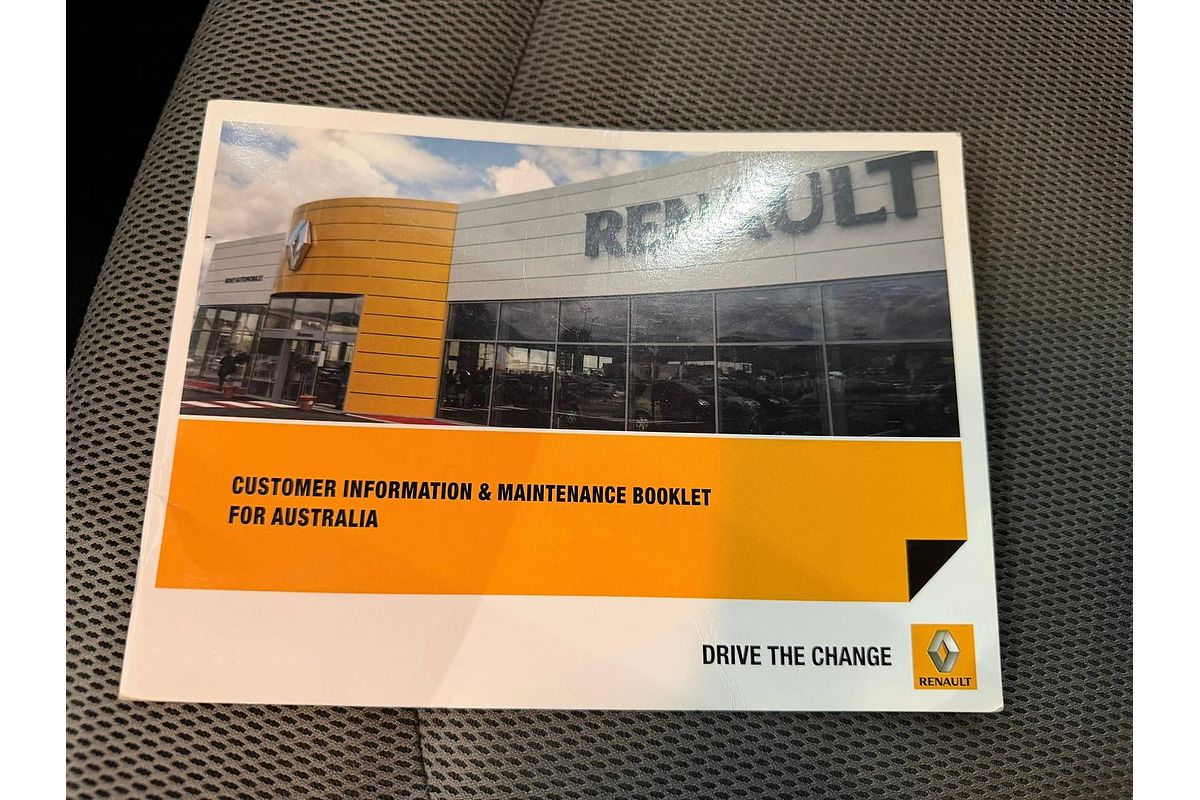 RENAULT
CUSTOMER INFORMATION & MAINTENANCE BOOKLET
FOR AUSTRALIA
DRIVE THE CHANGE
RENAULT